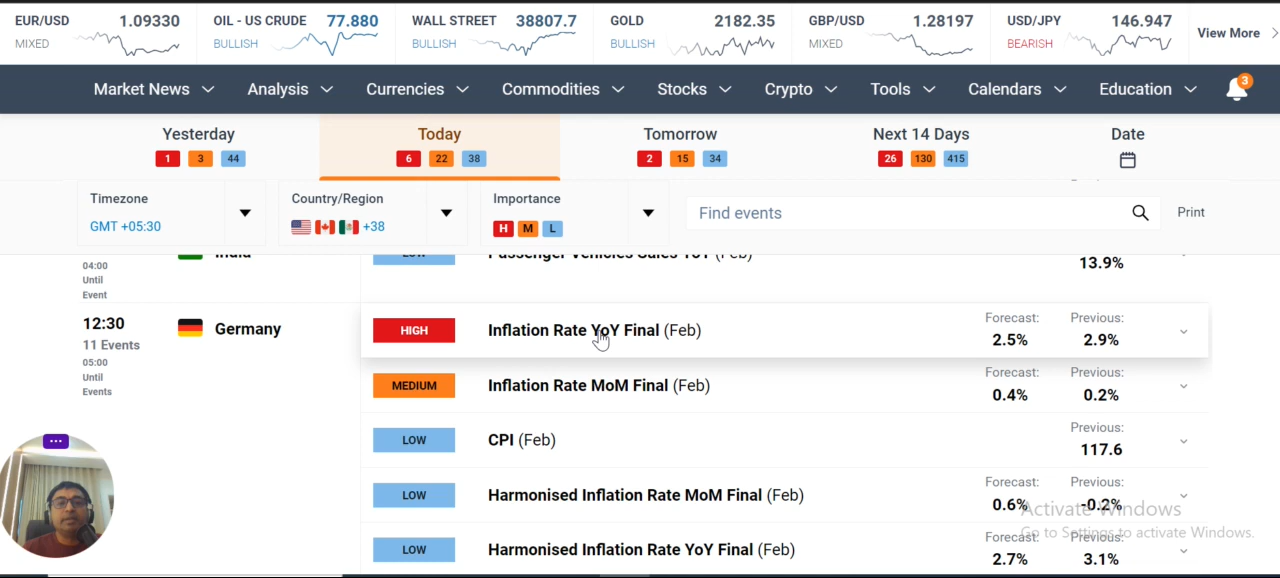 EUR/USD 1.09330 OIL - US CRUDE 77.880 WALL STREET 38807.7 GOLD 2182.35 GBP/USD 1.28197 USD/JPY 146.947 View More
MIXED BULLISH BULLISH BULLISH MIXED BEARISH
Market News Analysis Currencies Commodities Stocks Crypto Tools Calendars Education 3
Yesterday Today Tomorrow Next 14 Days Date
1 3 44 6 22 38 2 15 34 26 130 415
Timezone Country/Region Importance
GMT +05:30 +38 H M L Find events Print
04:00 India LOW Passenger Vehicles Sales YoY (Feb) 13.9%
Until
Event
12:30 Germany HIGH Inflation Rate YoY Final (Feb) Forecast: 2.5% Previous: 2.9%
11 Events
05:00
Until
Events
MEDIUM Inflation Rate MoM Final (Feb) Forecast: 0.4% Previous: 0.2%
LOW CPI (Feb) Previous: 117.6
LOW Harmonised Inflation Rate MoM Final (Feb) Forecast: 0.6% Previous: -0.2%
LOW Harmonised Inflation Rate YoY Final (Feb) Forecast: 2.7% Previous: 3.1%
Activate Windows
Go to Settings to activate Windows.